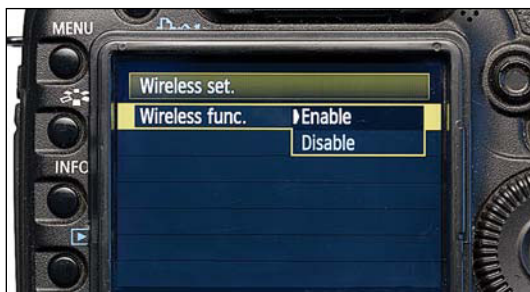 MENU
Wireless set.
Wireless func. Enable
Disable
INFO